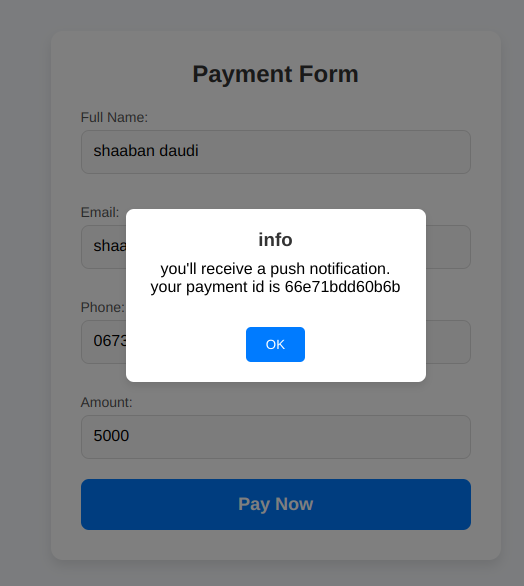 Payment Form
Full Name:
shaaban daudi
Email:
shaa
info
you'll receive a push notification.
your payment id is 66e71bdd60b6b
Phone:
0673
OK
Amount:
5000
Pay Now